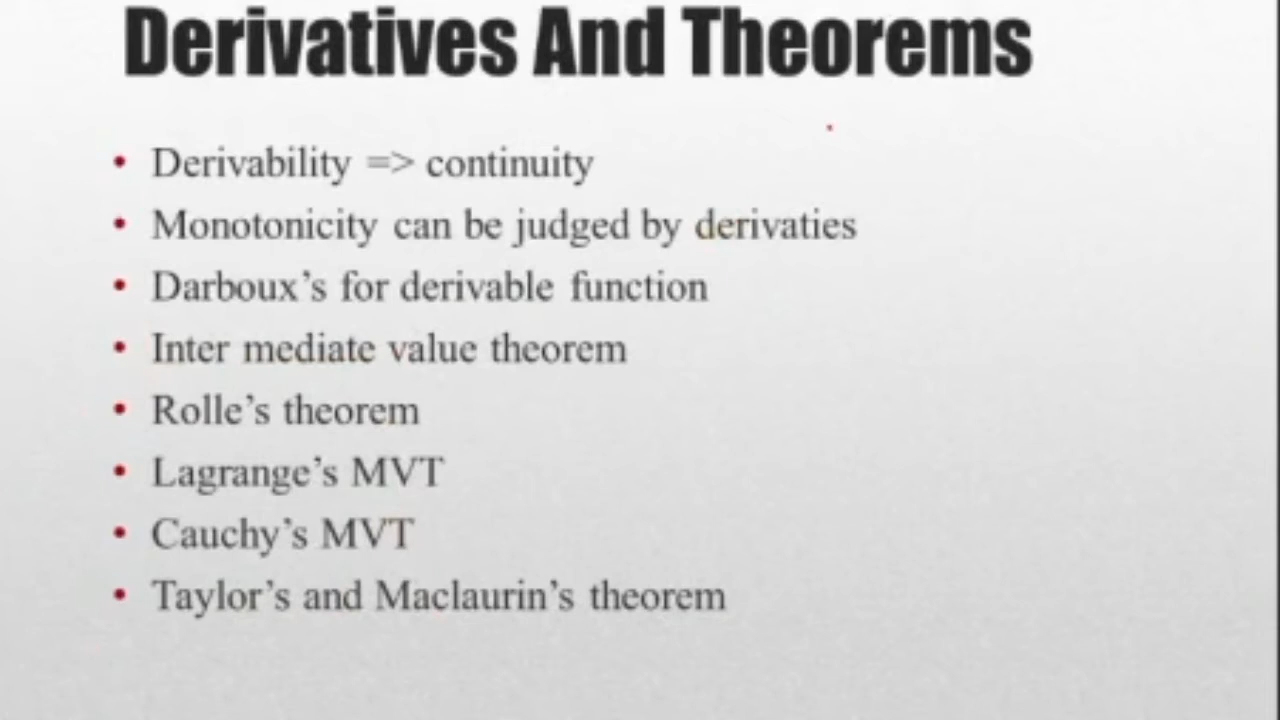 Derivatives And Theorems
• Derivability => continuity
• Monotonicity can be judged by derivaties
• Darboux’s for derivable function
• Inter mediate value theorem
• Rolle’s theorem
• Lagrange’s MVT
• Cauchy’s MVT
• Taylor’s and Maclaurin’s theorem